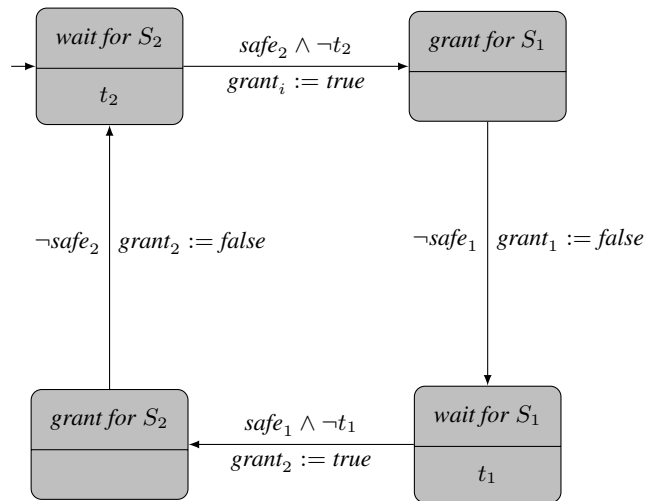 wait for S₂
t₂
safe₂ ∧ ¬t₂
grantᵢ := true
grant for S₁
¬safe₂ grant₂ := false
¬safe₁ grant₁ := false
grant for S₂
safe₁ ∧ ¬t₁
grant₂ := true
wait for S₁
t₁